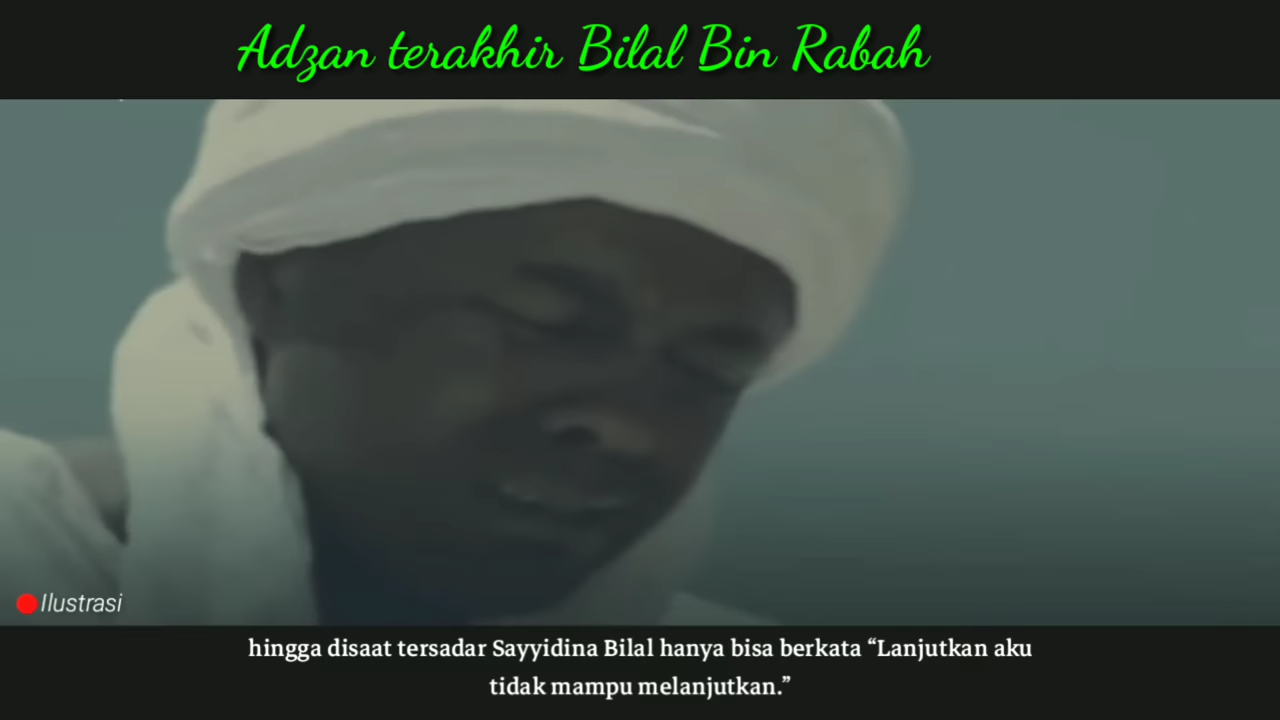 Adzan terakhir Bilal Bin Rabah
Ilustrasi
hingga disaat tersadar Sayyidina Bilal hanya bisa berkata “Lanjutkan aku
tidak mampu melanjutkan.”